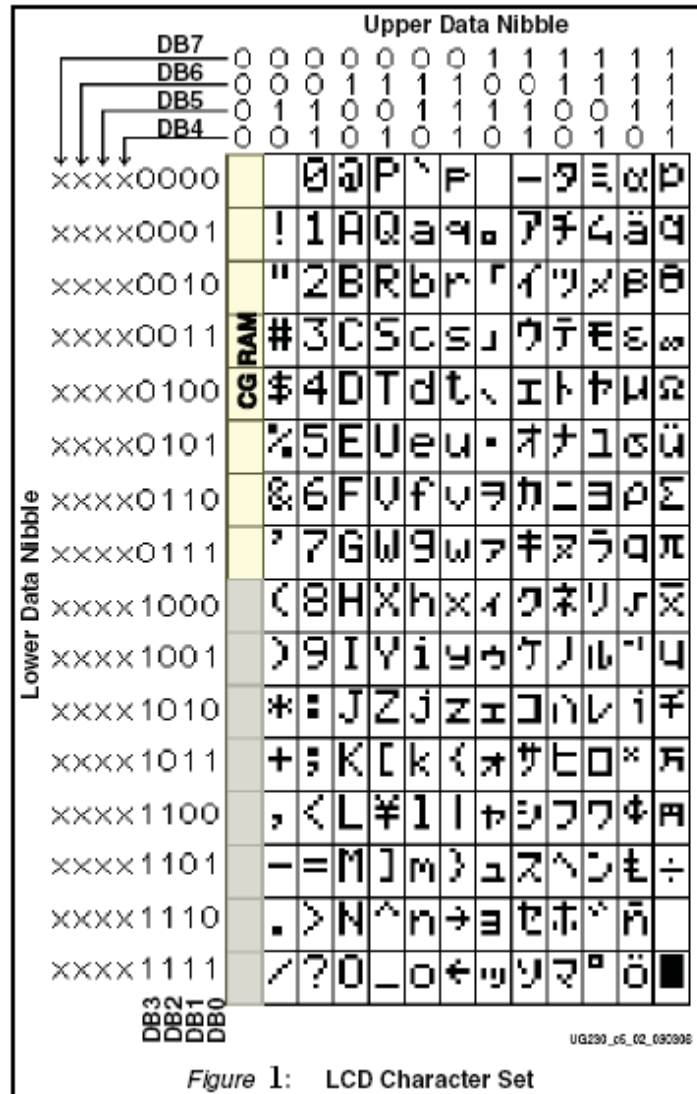 Upper Data Nibble
DB7 0 0 0 0 0 0 0 1 1 1 1 1 1
DB6 0 0 0 1 1 1 1 0 0 1 1 1 1
DB5 0 1 1 0 0 1 1 1 1 0 0 1 1
DB4 0 0 1 0 1 0 1 0 1 0 1 0 1
xxxx0000 0 @ P ` p ー タ ミ α p
xxxx0001 ! 1 A Q a q 。 ア チ ム ä q
xxxx0010 " 2 B R b r 「 イ ツ メ β θ
xxxx0011 # 3 C S c s 」 ウ テ モ ε ∞
xxxx0100 $ 4 D T d t 、 エ ト ヤ μ Ω
xxxx0101 % 5 E U e u ・ オ ナ ユ σ ü
xxxx0110 & 6 F V f v ヲ カ ニ ヨ ρ Σ
xxxx0111 ' 7 G W g w ァ キ ヌ ラ q π
xxxx1000 ( 8 H X h x ィ ク ネ リ √ x̄
xxxx1001 ) 9 I Y i y ゥ ケ ノ ル ⁻¹ y
xxxx1010 * : J Z j z ェ コ ハ レ j 千
xxxx1011 + ; K [ k { ォ サ ヒ ロ × 万
xxxx1100 , < L ¥ l | ャ シ フ ワ ¢ 円
xxxx1101 - = M ] m } ュ ス ヘ ン ₤ ÷
xxxx1110 . > N ^ n → ョ セ ホ ゛ ñ
xxxx1111 / ? O _ o ← ッ ソ マ ゜ ö █
CG RAM
Lower Data Nibble
DB3 DB2 DB1 DB0
UG230_c5_02_030306
Figure 1: LCD Character Set